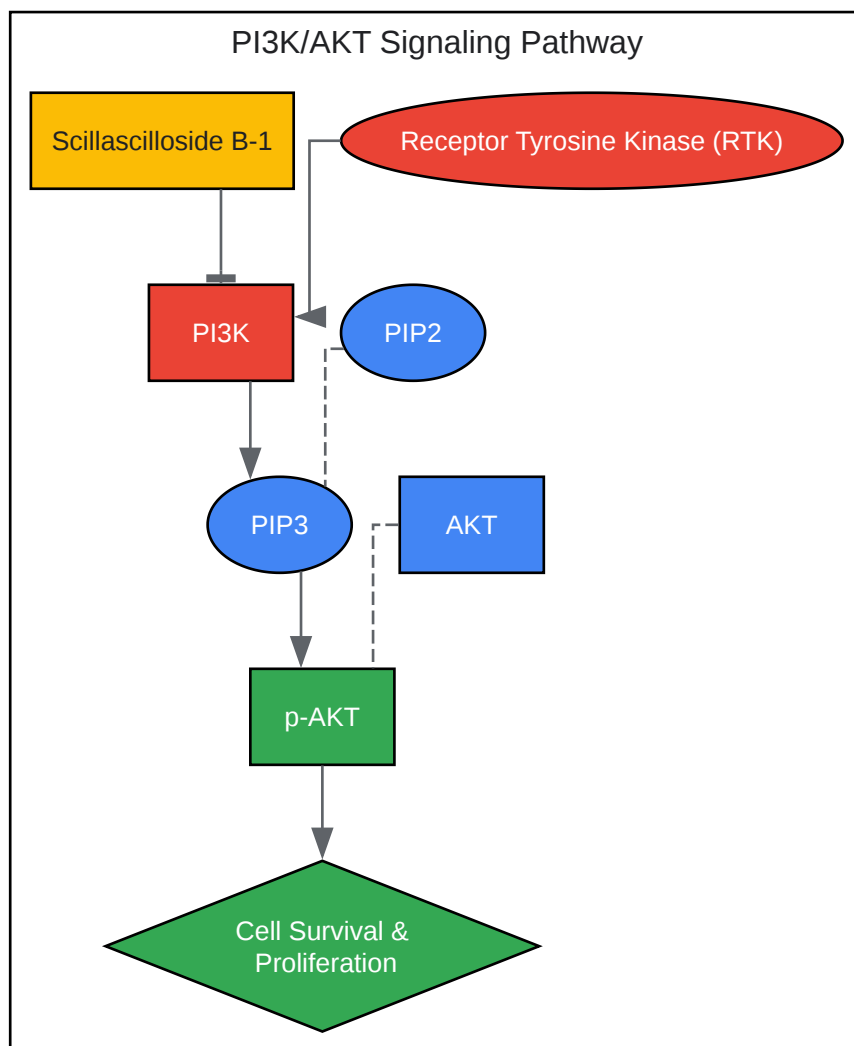 PI3K/AKT Signaling Pathway
Scillascilloside B-1
Receptor Tyrosine Kinase (RTK)
PI3K
PIP2
PIP3
AKT
p-AKT
Cell Survival &
Proliferation